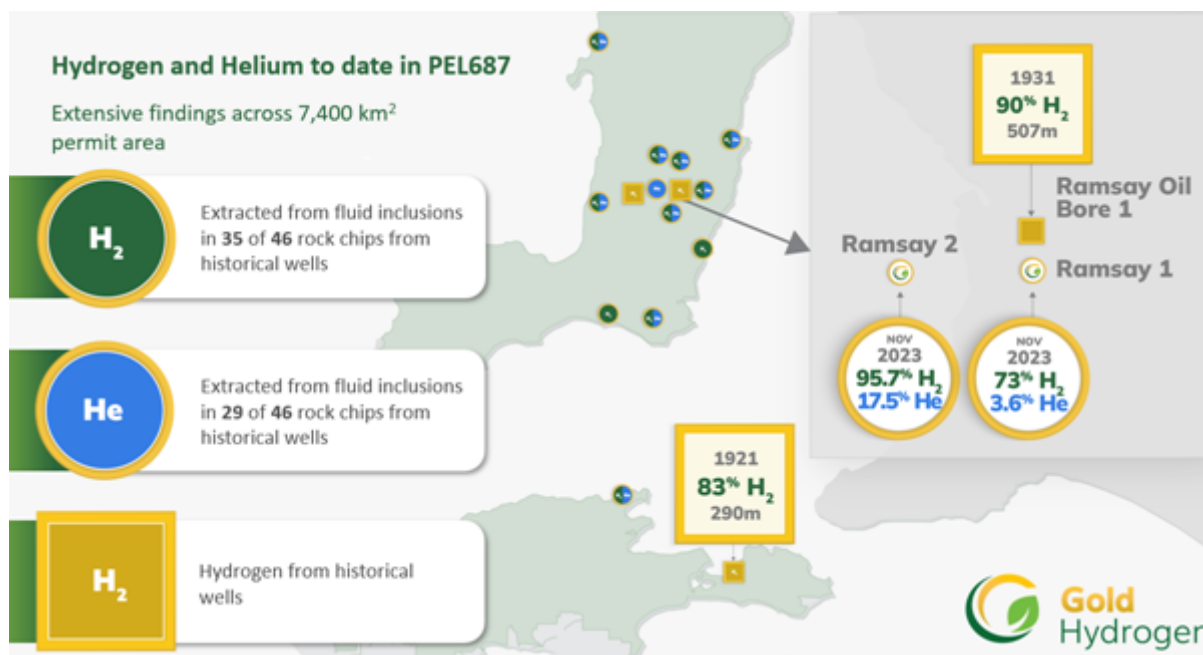 Hydrogen and Helium to date in PEL687
Extensive findings across 7,400 km²
permit area
H₂
Extracted from fluid inclusions
in 35 of 46 rock chips from
historical wells
He
Extracted from fluid inclusions
in 29 of 46 rock chips from
historical wells
H₂
Hydrogen from historical
wells
1921
83% H₂
290m
1931
90% H₂
507m
Ramsay Oil
Bore 1
Ramsay 2
Ramsay 1
NOV
2023
95.7% H₂
17.5% He
NOV
2023
73% H₂
3.6% He
Gold
Hydrogen